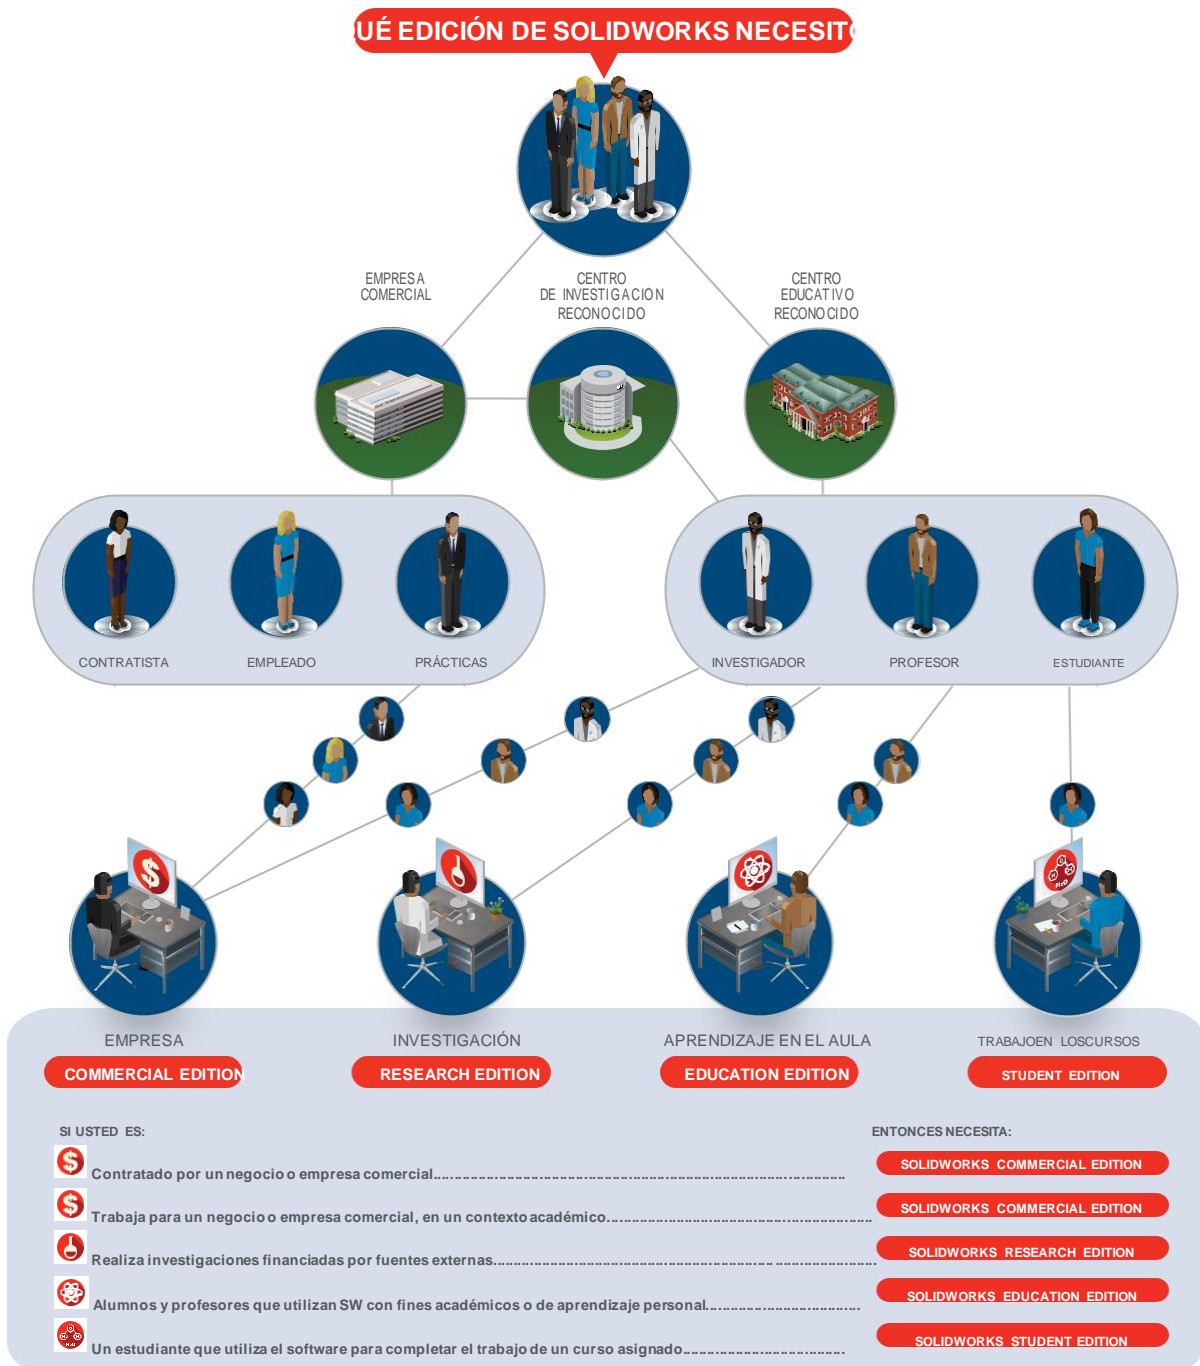 UÉ EDICIÓN DE SOLIDWORKS NECESIT
EMPRESA
COMERCIAL
CENTRO
DE INVESTIGACIÓN
RECONOCIDO
CENTRO
EDUCATIVO
RECONOCIDO
CONTRATISTA
EMPLEADO
PRÁCTICAS
INVESTIGADOR
PROFESOR
ESTUDIANTE
EMPRESA
COMMERCIAL EDITION
INVESTIGACIÓN
RESEARCH EDITION
APRENDIZAJE EN EL AULA
EDUCATION EDITION
TRABAJOEN LOSCURSOS
STUDENT EDITION
SI USTED ES:
ENTONCES NECESITA:
Contratado por un negocio o empresa comercial
SOLIDWORKS COMMERCIAL EDITION
Trabaja para un negocio o empresa comercial, en un contexto académico
SOLIDWORKS COMMERCIAL EDITION
Realiza investigaciones financiadas por fuentes externas
SOLIDWORKS RESEARCH EDITION
Alumnos y profesores que utilizan SW con fines académicos o de aprendizaje personal
SOLIDWORKS EDUCATION EDITION
Un estudiante que utiliza el software para completar el trabajo de un curso asignado
SOLIDWORKS STUDENT EDITION